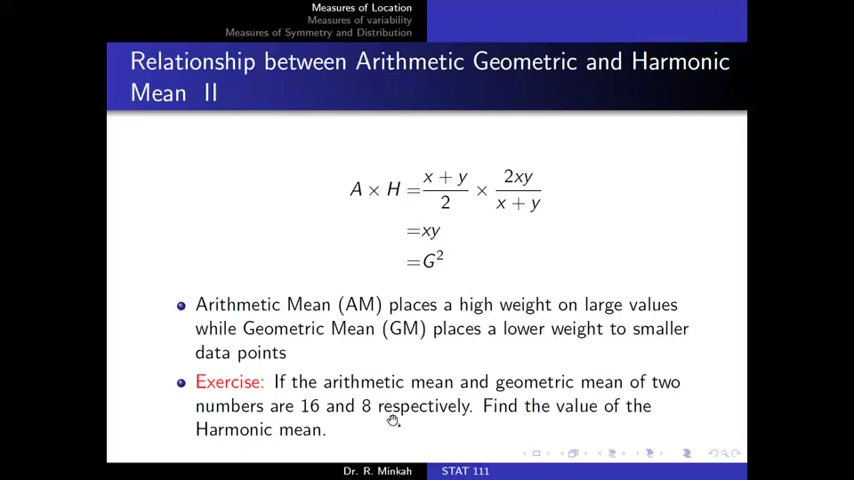 Measures of Location
Measures of variability
Measures of Symmetry and Distribution
Relationship between Arithmetic Geometric and Harmonic
Mean II
A × H = x + y / 2 × 2xy / x + y
=xy
=G²
Arithmetic Mean (AM) places a high weight on large values
while Geometric Mean (GM) places a lower weight to smaller
data points
Exercise: If the arithmetic mean and geometric mean of two
numbers are 16 and 8 respectively. Find the value of the
Harmonic mean.
Dr. R. Minkah STAT 111